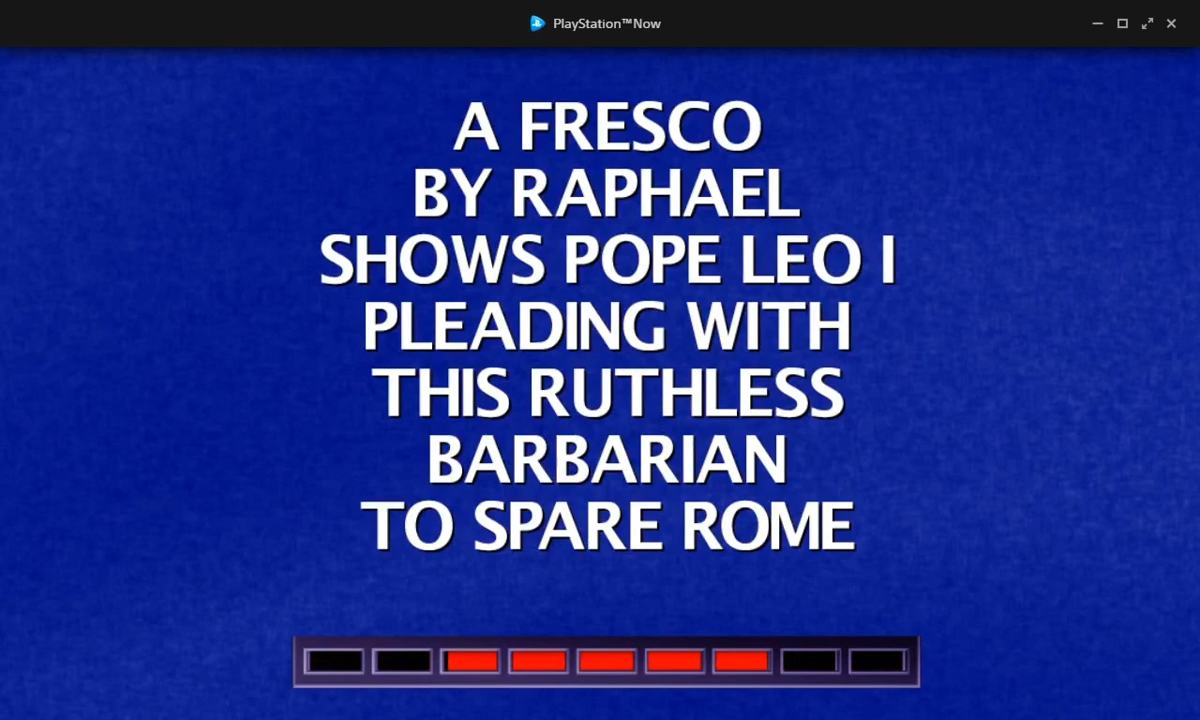 PlayStation™Now
A FRESCO
BY RAPHAEL
SHOWS POPE LEO I
PLEADING WITH
THIS RUTHLESS
BARBARIAN
TO SPARE ROME